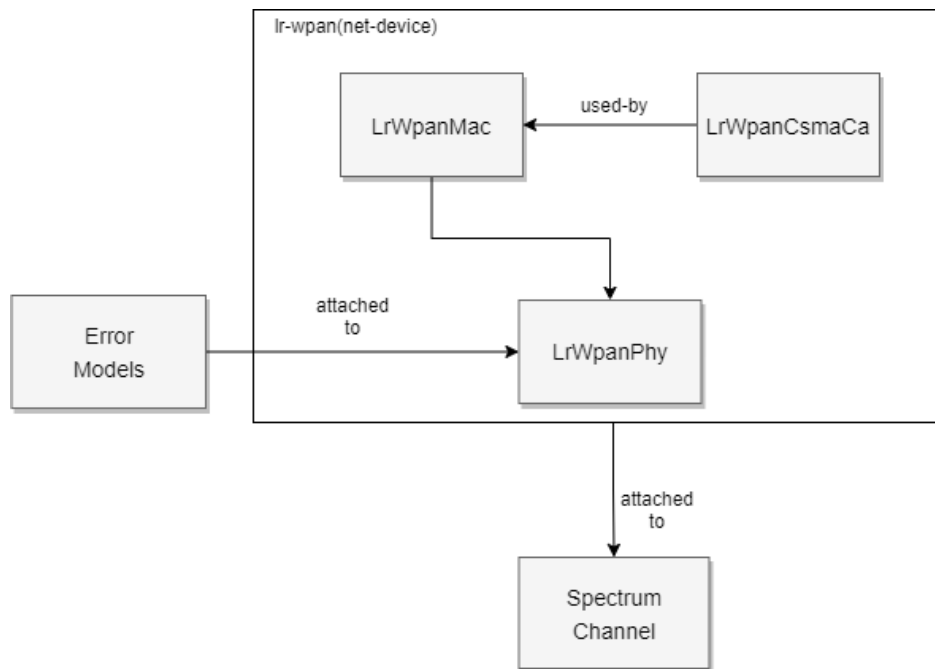 lr-wpan(net-device)
LrWpanMac
used-by
LrWpanCsmaCa
attached
to
Error
Models
LrWpanPhy
attached
to
Spectrum
Channel